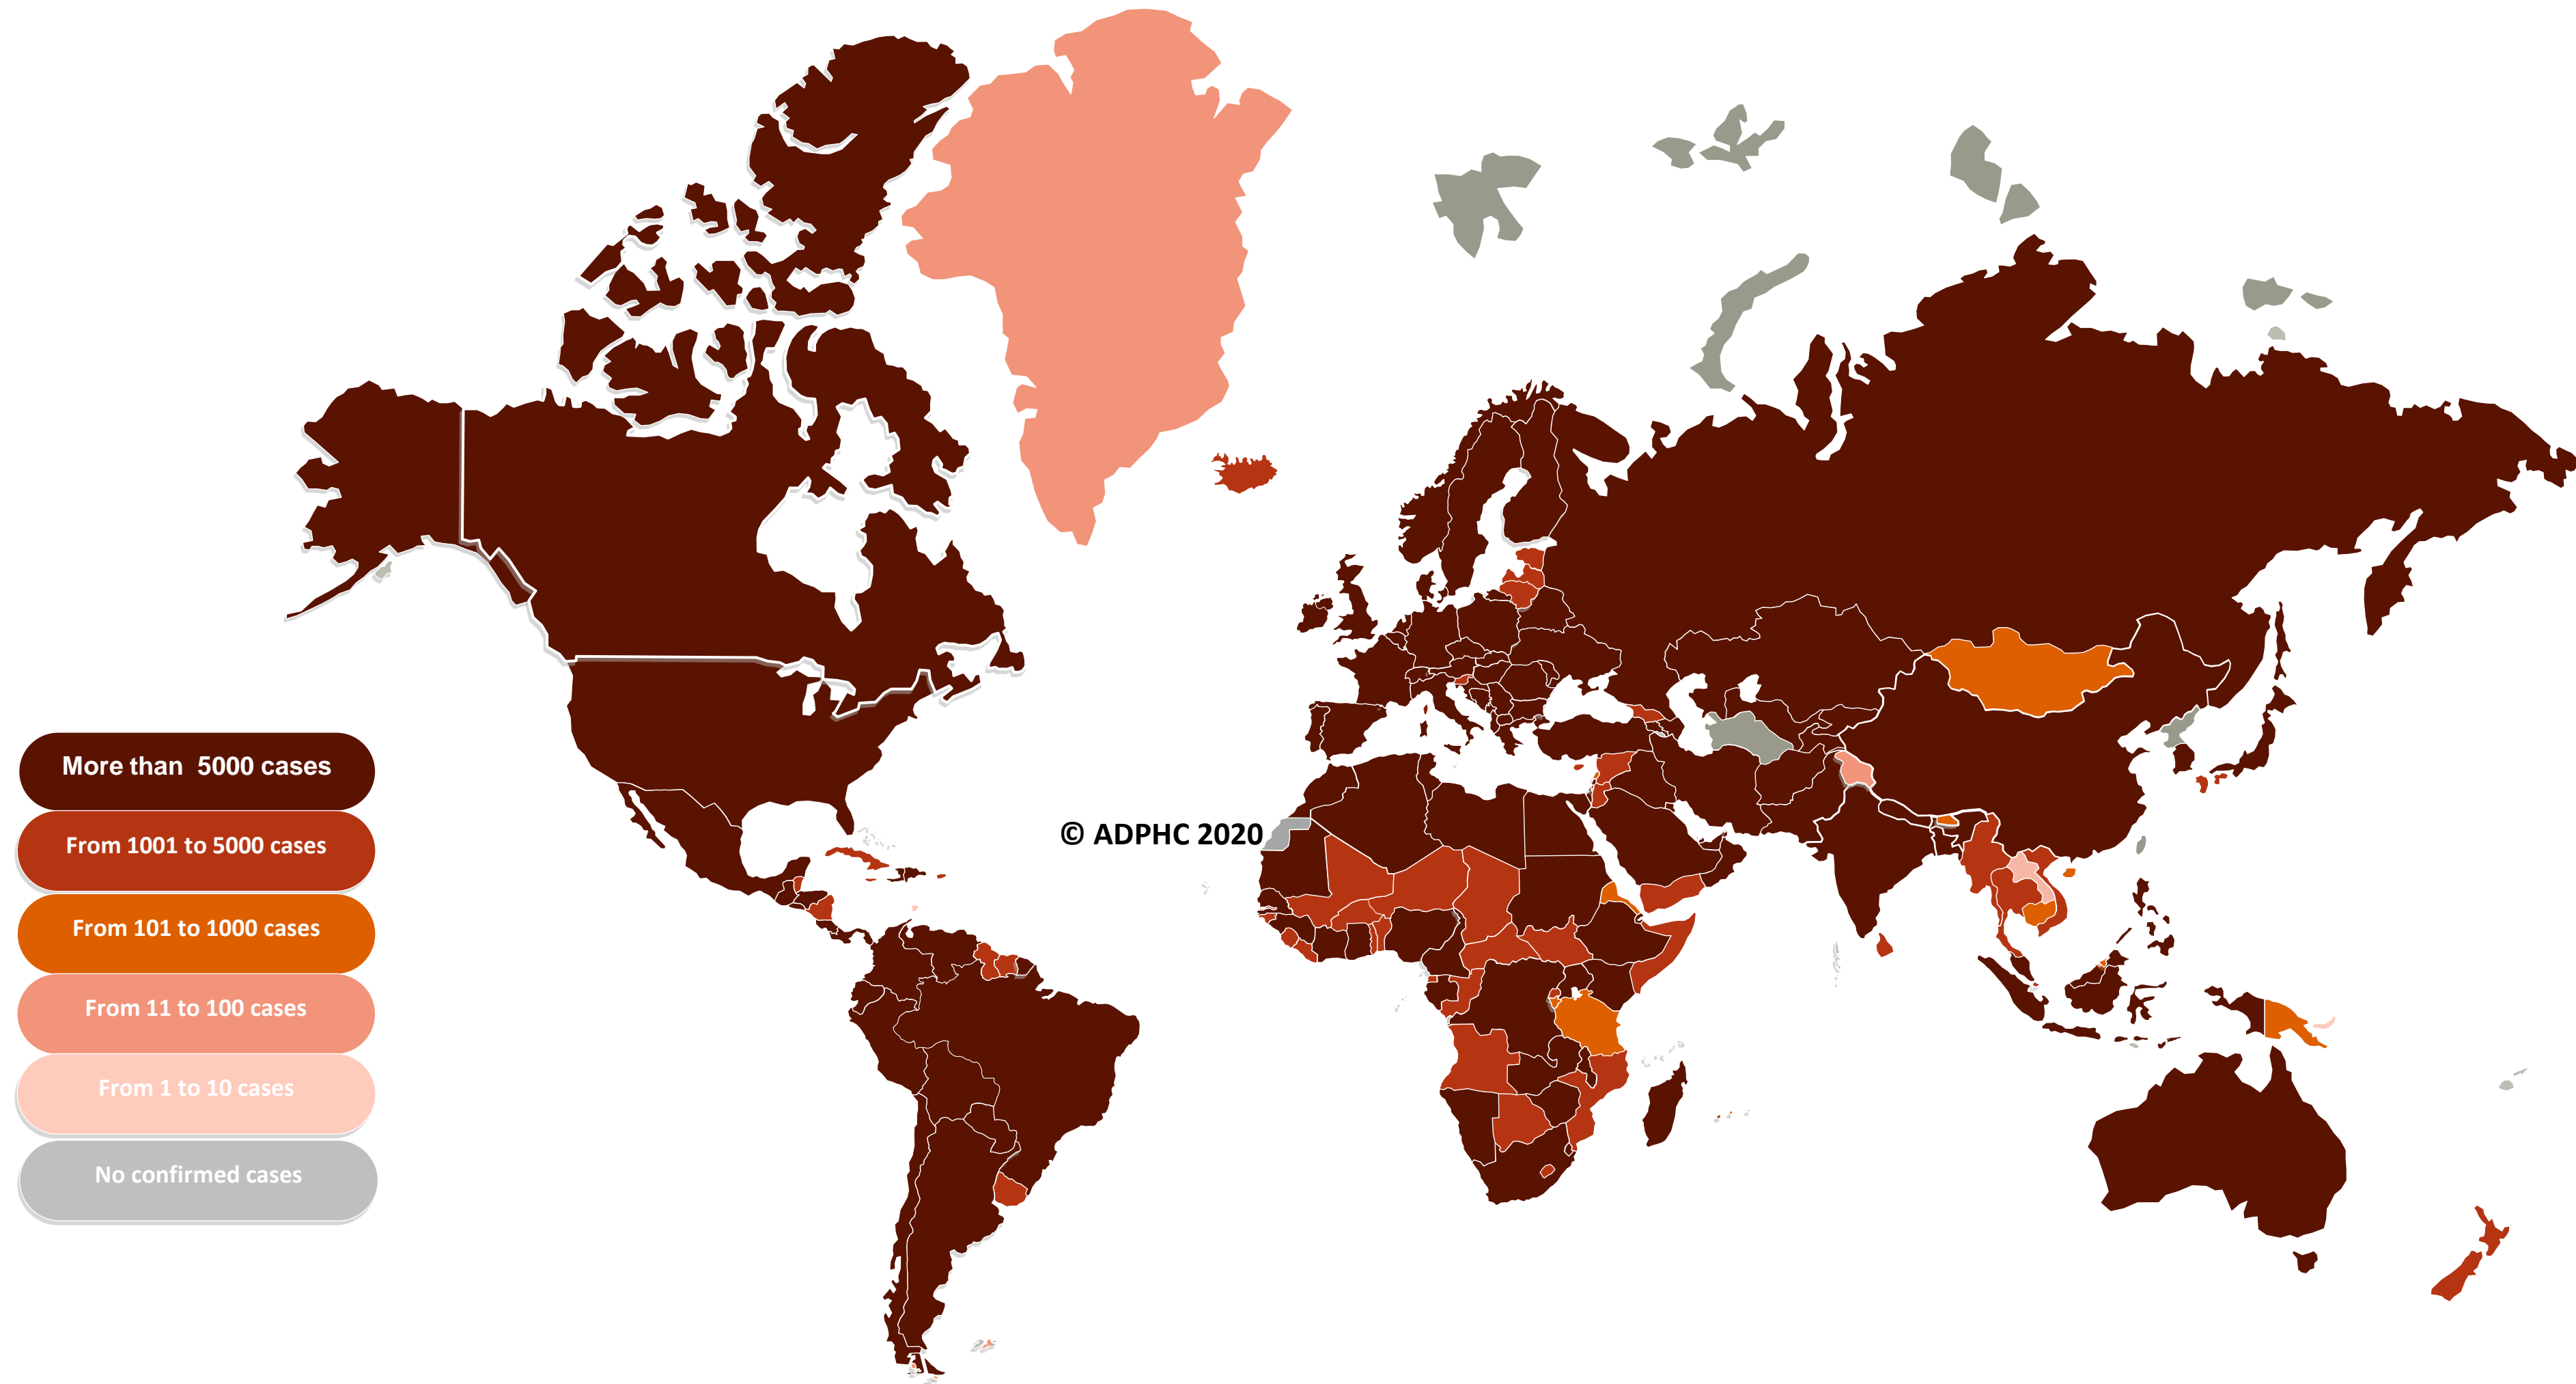 More than  5000 cases
From 1001 to 5000 cases
© ADPHC 2020
From 101 to 1000 cases
From 11 to 100 cases
From 1 to 10 cases
No confirmed cases